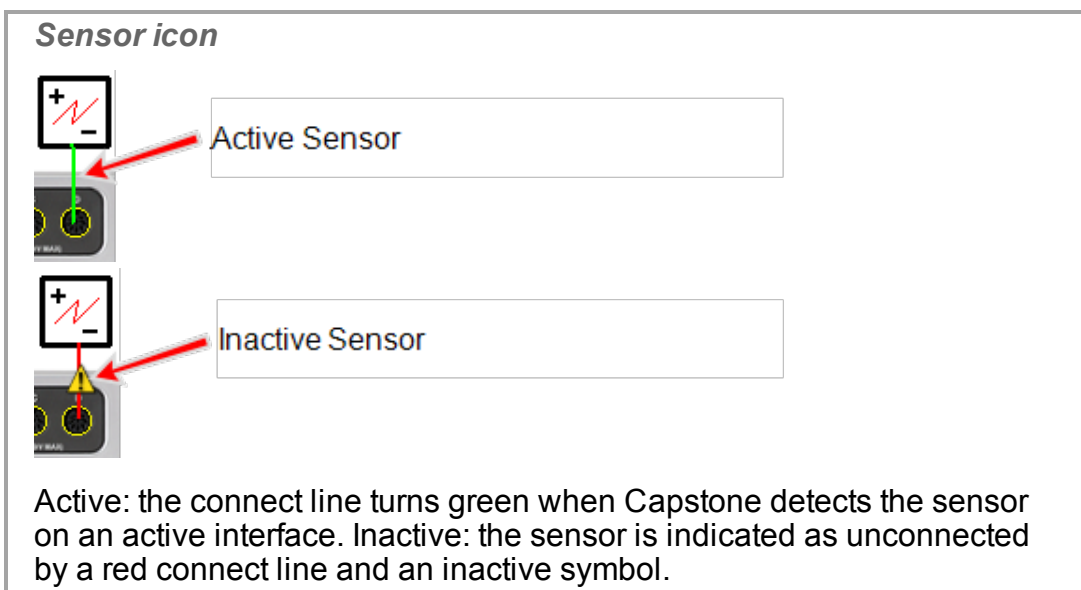 Sensor icon
Active Sensor
Inactive Sensor
Active: the connect line turns green when Capstone detects the sensor
on an active interface. Inactive: the sensor is indicated as unconnected
by a red connect line and an inactive symbol.